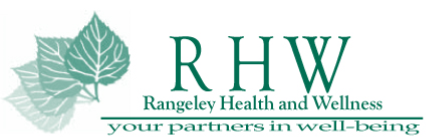 RHW
Rangeley Health and Wellness
your partners in well-being